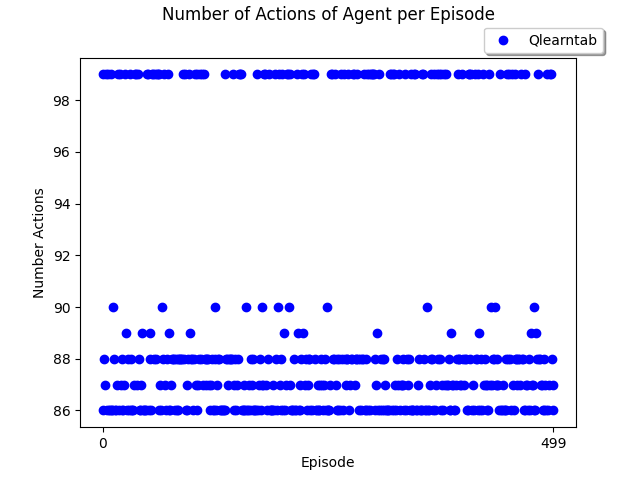 Number of Actions of Agent per Episode
Qlearntab
98
96
94
92
90
88
86
Number Actions
0
499
Episode